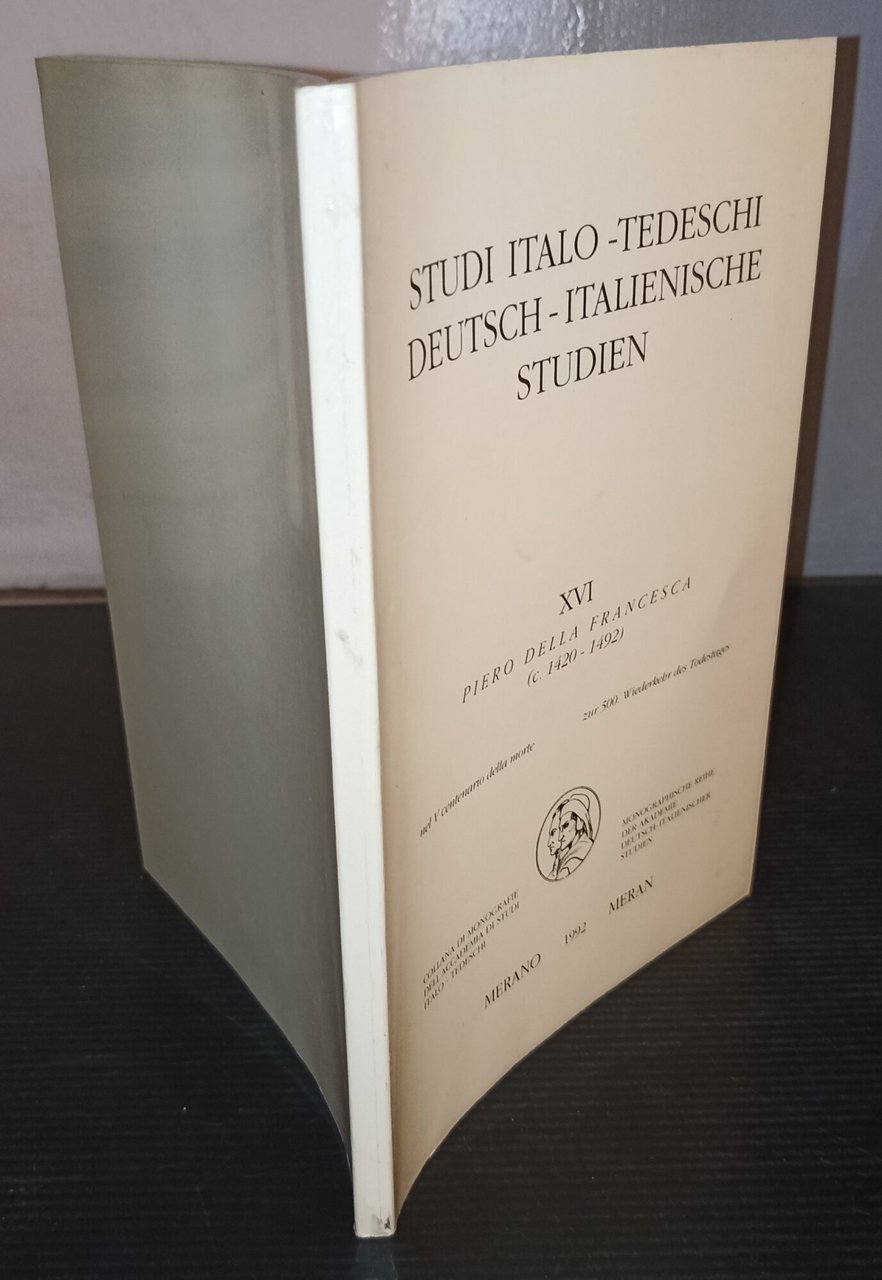 STUDI ITALO -TEDESCHI
DEUTSCH - ITALIENISCHE
STUDIEN
XVI
PIERO DELLA FRANCESCA
(c. 1420 - 1492)
nel V centenario della morte
zur 500. Wiederkehr des Todestages
COLLANA DI MONOGRAFIE
DELL'ACCADEMIA DI STUDI
ITALO - TEDESCHI
MONOGRAPHISCHE REIHE
DER AKADEMIE
DEUTSCH- ITALIENISCHER
STUDIEN
MERANO 1992 MERAN